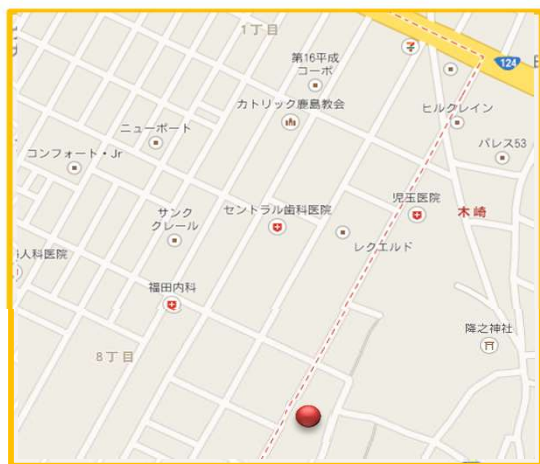 1丁目
第16平成
コーポ
124
カトリック鹿島教会
ヒルクレイン
ニューポート
パレス53
コンフォート・Jr
児玉医院
サンク
クレール
セントラル歯科医院
木崎
レクエルド
人科医院
福田内科
降之神社
8丁目